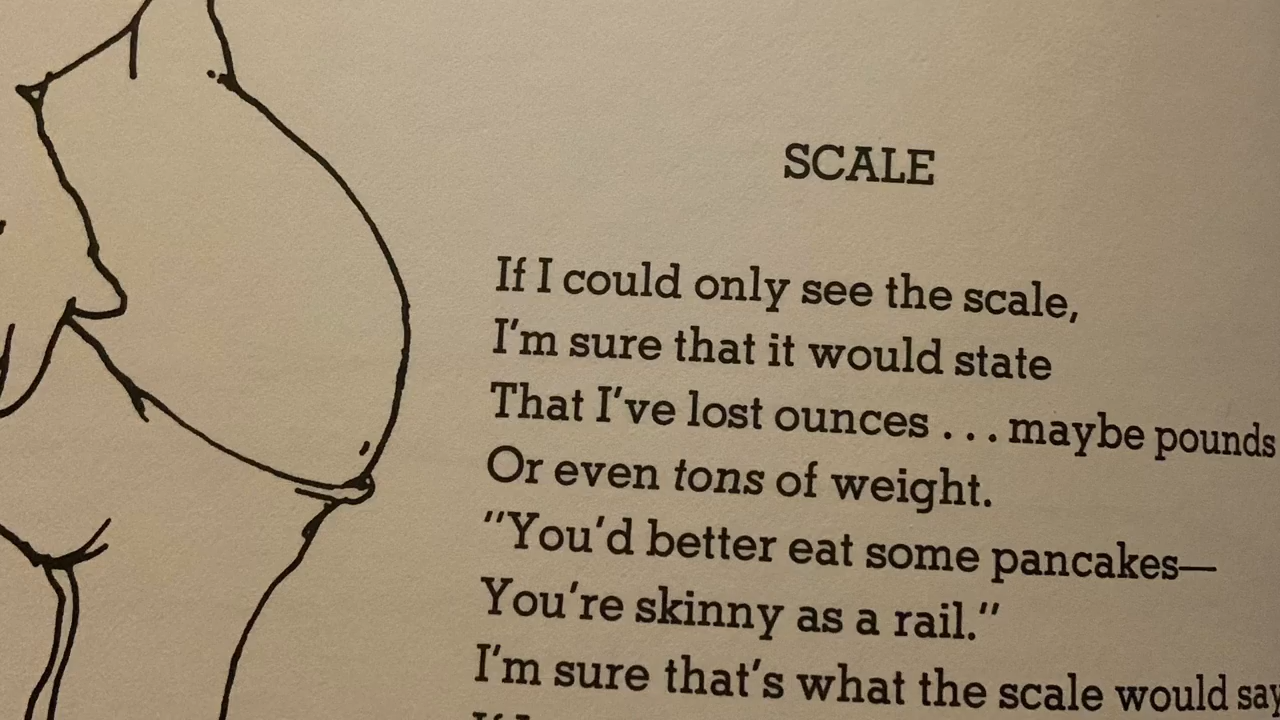 SCALE
If I could only see the scale,
I'm sure that it would state
That I've lost ounces . . . maybe pounds
Or even tons of weight.
"You'd better eat some pancakes—
You're skinny as a rail."
I'm sure that's what the scale would say